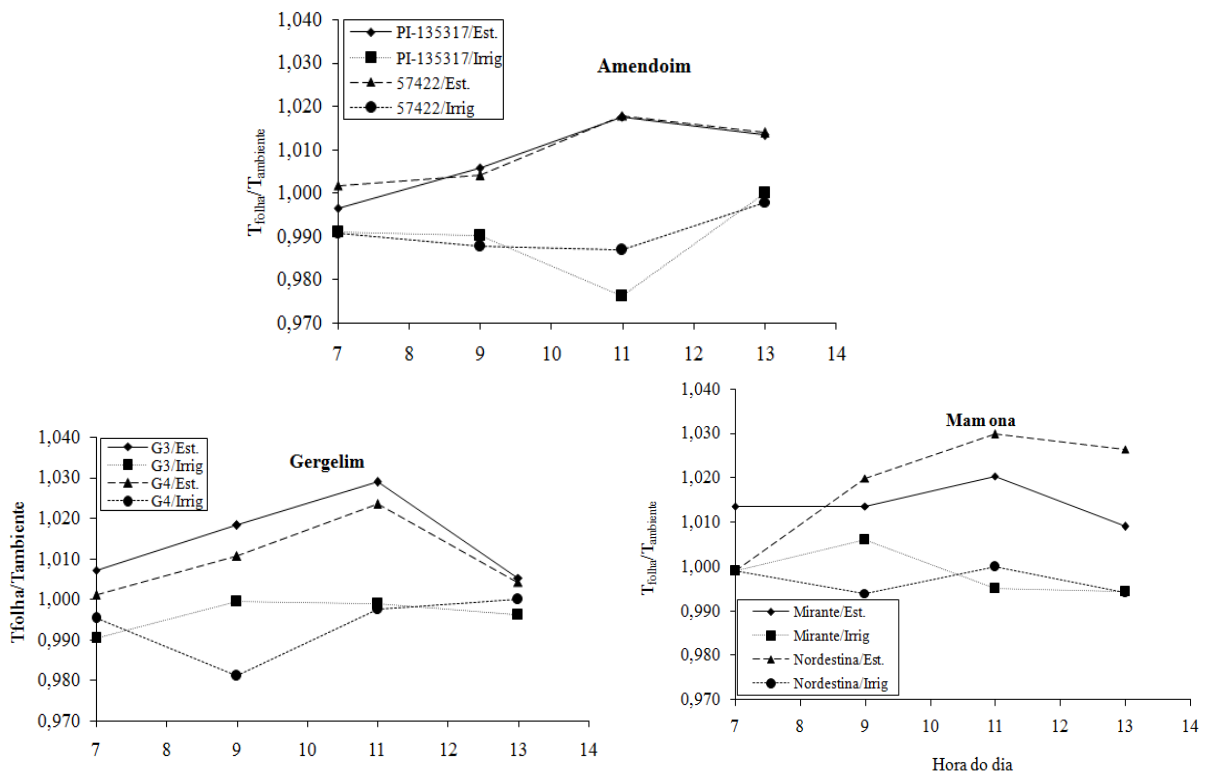 Amendoim
PI-135317/Est.
PI-135317/Irrig
57422/Est.
57422/Irrig
Tfolha/Tambiente
1,040
1,030
1,020
1,010
1,000
0,990
0,980
0,970
7 9 10 11 12 13 14
Gergelim
G3/Est.
G3/Irrig
G4/Est.
G4/Irrig
Tfolha/Tambiente
1,040
1,030
1,020
1,010
1,000
0,990
0,980
0,970
7 9 10 11 12 13 14
Mamona
Mirante/Est.
Mirante/Irrig
Nordestina/Est.
Nordestina/Irrig
Tfolha/Tambiente
1,040
1,030
1,020
1,010
1,000
0,990
0,980
0,970
7 9 10 11 12 13 14
Hora do dia